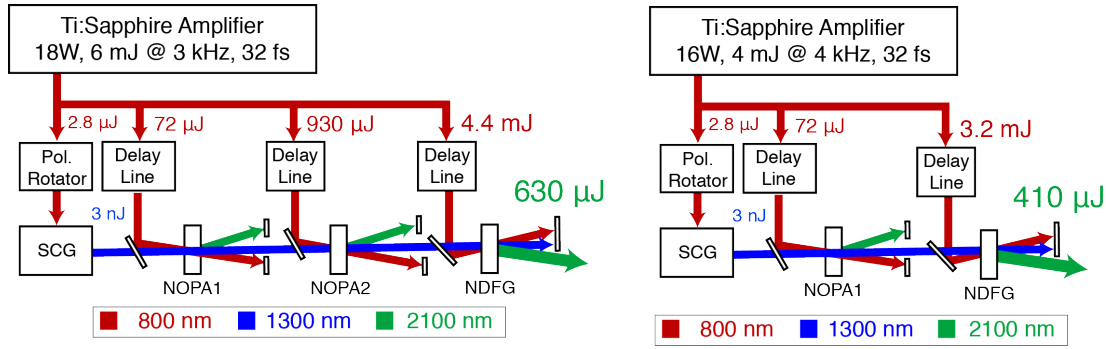 Ti:Sapphire Amplifier
18W, 6 mJ @ 3 kHz, 32 fs
2.8 µJ
72 µJ
930 µJ
4.4 mJ
Pol.
Rotator
Delay
Line
Delay
Line
Delay
Line
630 µJ
3 nJ
SCG
NOPA1
NOPA2
NDFG
800 nm
1300 nm
2100 nm
Ti:Sapphire Amplifier
16W, 4 mJ @ 4 kHz, 32 fs
2.8 µJ
72 µJ
3.2 mJ
Pol.
Rotator
Delay
Line
Delay
Line
410 µJ
3 nJ
SCG
NOPA1
NDFG
800 nm
1300 nm
2100 nm